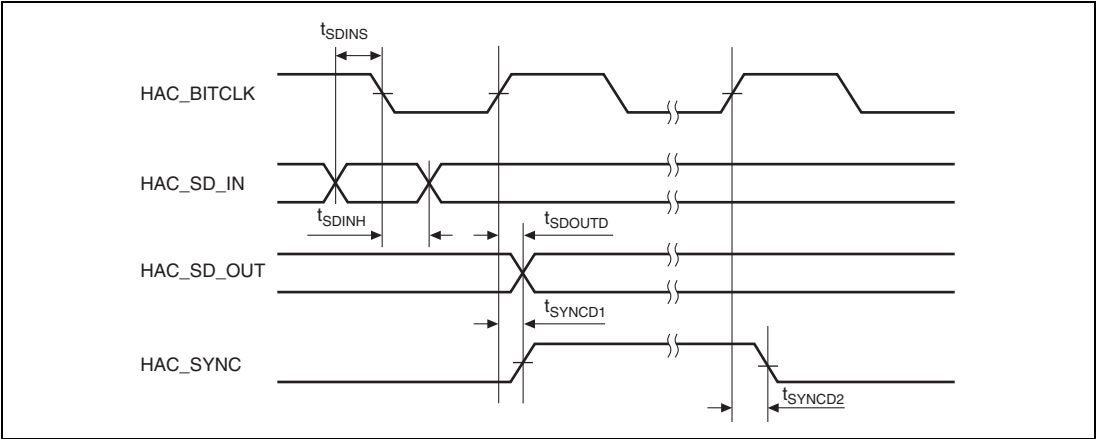 tSDINS
HAC_BITCLK
HAC_SD_IN
tSDINH
tSDOUTD
HAC_SD_OUT
tSYNCD1
HAC_SYNC
tSYNCD2